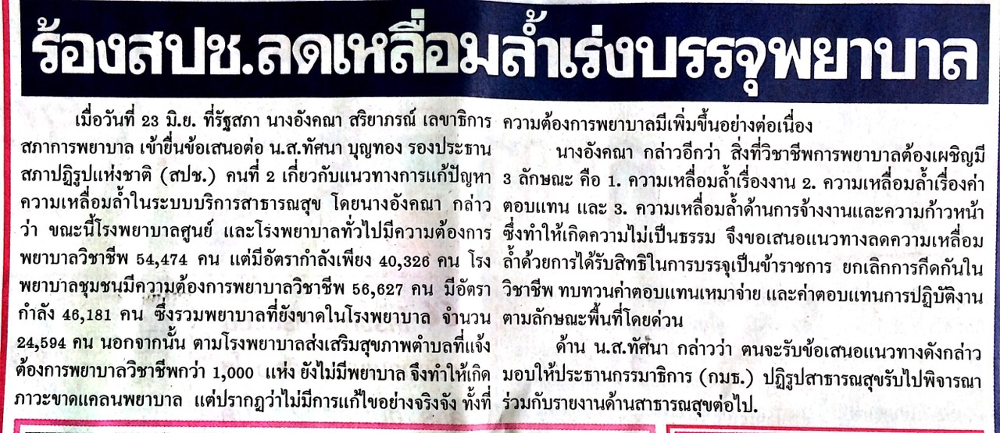 ร้องสปช.ลดเหลื่อมล้ำเร่งบรรจุพยาบาล
เมื่อวันที่ 23 มิ.ย. ที่รัฐสภา นางอังคณา สริยาภรณ์ เลขาธิการ
สภาการพยาบาล เข้ายื่นข้อเสนอต่อ น.ส.ทัศนา บุญทอง รองประธาน
สภาปฏิรูปแห่งชาติ (สปช.) คนที่ 2 เกี่ยวกับแนวทางการแก้ปัญหา
ความเหลื่อมล้ำในระบบบริการสาธารณสุข โดยนางอังคณา กล่าว
ว่า ขณะนี้โรงพยาบาลศูนย์ และโรงพยาบาลทั่วไปมีความต้องการ
พยาบาลวิชาชีพ 54,474 คน แต่มีอัตรากำลังเพียง 40,326 คน โรง
พยาบาลชุมชนมีความต้องการพยาบาลวิชาชีพ 56,627 คน มีอัตรา
กำลัง 46,181 คน ซึ่งรวมพยาบาลที่ยังขาดในโรงพยาบาล จำนวน
24,594 คน นอกจากนั้น ตามโรงพยาบาลส่งเสริมสุขภาพตำบลที่แจ้ง
ต้องการพยาบาลวิชาชีพกว่า 1,000 แห่ง ยังไม่มีพยาบาล จึงทำให้เกิด
ภาวะขาดแคลนพยาบาล แต่ปรากฏว่าไม่มีการแก้ไขอย่างจริงจัง ทั้งที่
ความต้องการพยาบาลมีเพิ่มขึ้นอย่างต่อเนื่อง
นางอังคณา กล่าวอีกว่า สิ่งที่วิชาชีพการพยาบาลต้องเผชิญมี
3 ลักษณะ คือ 1. ความเหลื่อมล้ำเรื่องงาน 2. ความเหลื่อมล้ำเรื่องค่า
ตอบแทน และ 3. ความเหลื่อมล้ำด้านการจ้างงานและความก้าวหน้า
ซึ่งทำให้เกิดความไม่เป็นธรรม จึงขอเสนอแนวทางลดความเหลื่อม
ล้ำด้วยการได้รับสิทธิในการบรรจุเป็นข้าราชการ ยกเลิกการกีดกันใน
วิชาชีพ ทบทวนค่าตอบแทนเหมาจ่าย และค่าตอบแทนการปฏิบัติงาน
ตามลักษณะพื้นที่โดยด่วน
ด้าน น.ส.ทัศนา กล่าวว่า ตนจะรับข้อเสนอแนวทางดังกล่าว
มอบให้ประธานกรรมาธิการ (กมธ.) ปฏิรูปสาธารณสุขรับไปพิจารณา
ร่วมกับรายงานด้านสาธารณสุขต่อไป.